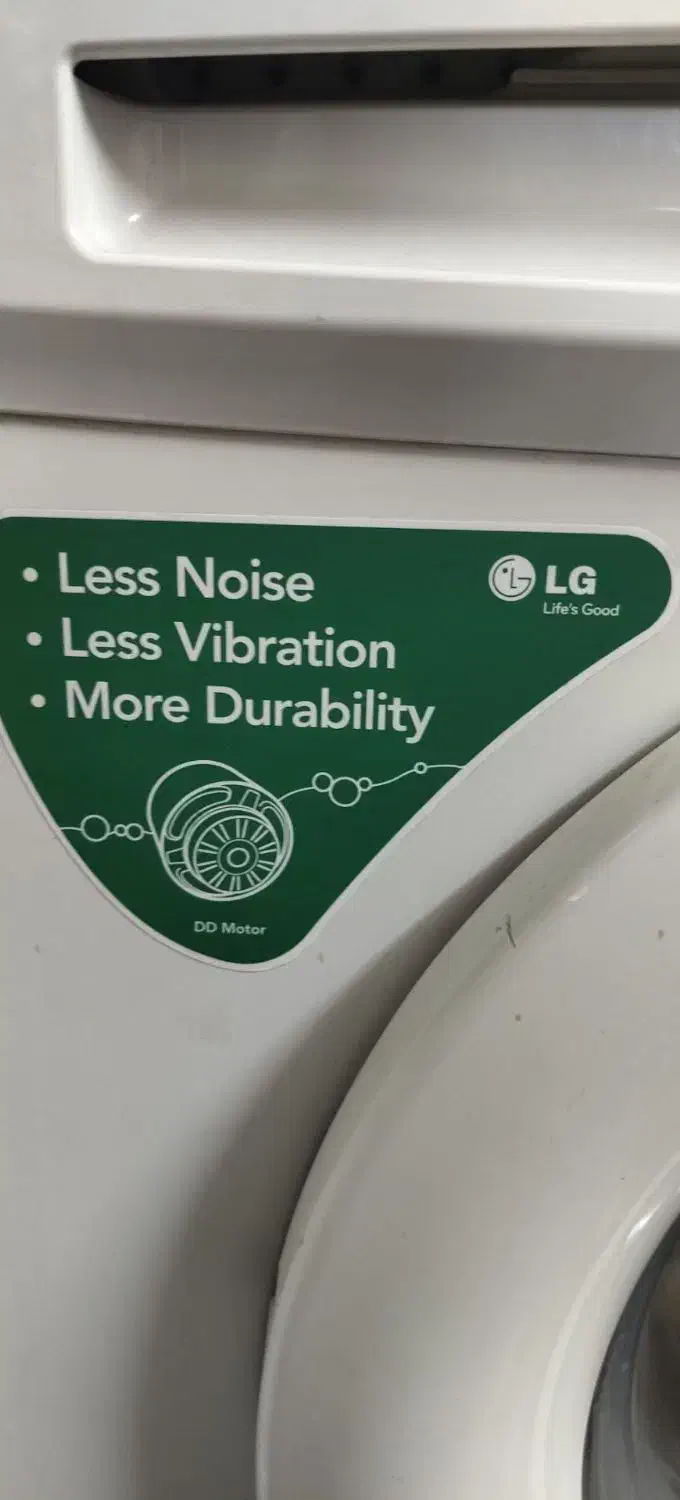 • Less Noise
• Less Vibration
• More Durability
LG
Life's Good
DD Motor